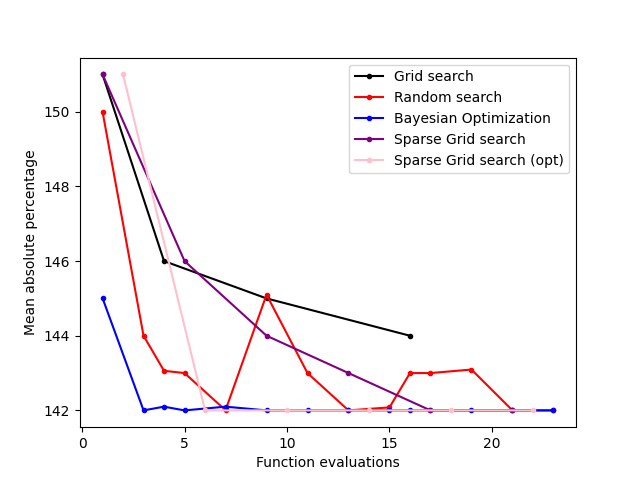 Grid search
Random search
Bayesian Optimization
Sparse Grid search
Sparse Grid search (opt)
Mean absolute percentage
150
148
146
144
142
0 5 10 15 20
Function evaluations